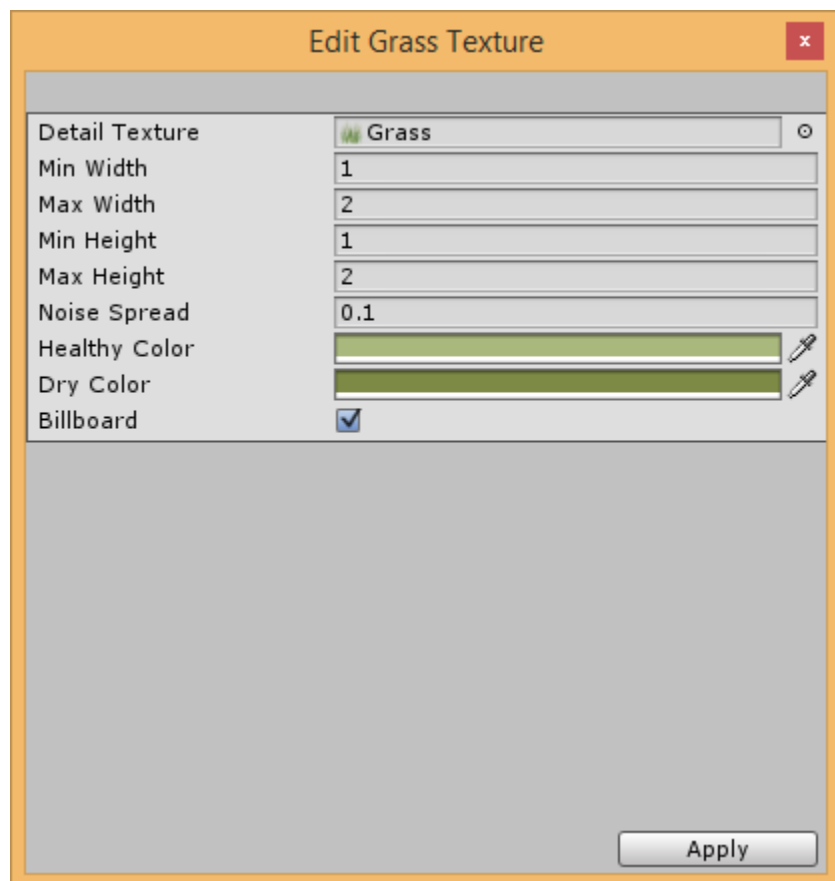 Edit Grass Texture x
Detail Texture Grass
Min Width 1
Max Width 2
Min Height 1
Max Height 2
Noise Spread 0.1
Healthy Color
Dry Color
Billboard
Apply